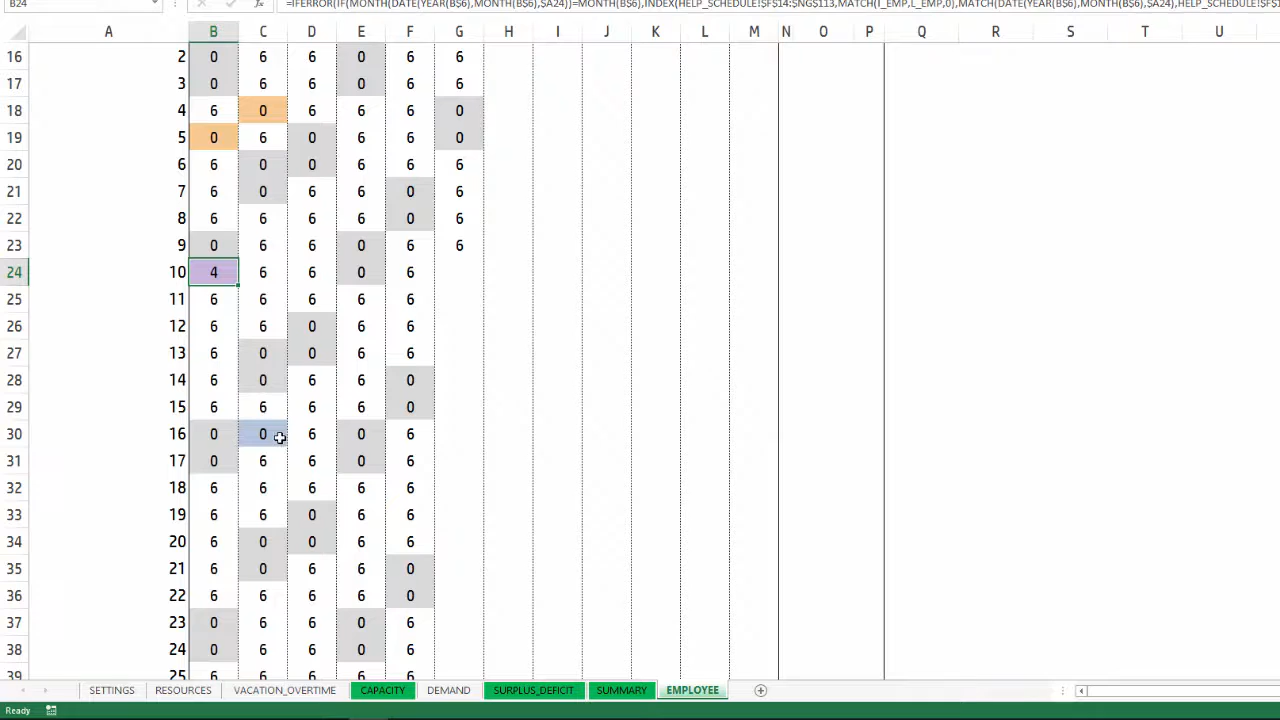 B24 fx =IFERROR(IF(MONTH(DATE(YEAR(B$6),MONTH(B$6),$A24))=MONTH(B$6),INDEX(HELP_SCHEDULE!$F$14:$NG$113,MATCH(I_EMP,L_EMP,0),MATCH(DATE(YEAR(B$6),MONTH(B$6),$A24),HELP_SCHEDULE!$F$1
A B C D E F G H I J K L M N O P Q R S T U
16 2 0 6 6 0 6 6
17 3 0 6 6 0 6 6
18 4 6 0 6 6 6 0
19 5 0 6 0 6 6 0
20 6 6 0 0 6 6 6
21 7 6 0 6 6 0 6
22 8 6 6 6 6 0 6
23 9 0 6 6 0 6 6
24 10 4 6 6 0 6
25 11 6 6 6 6 6
26 12 6 6 0 6 6
27 13 6 0 0 6 6
28 14 6 0 6 6 0
29 15 6 6 6 6 0
30 16 0 0 6 0 6
31 17 0 6 6 0 6
32 18 6 6 6 6 6
33 19 6 6 0 6 6
34 20 6 0 0 6 6
35 21 6 0 6 6 0
36 22 6 6 6 6 0
37 23 0 6 6 0 6
38 24 0 6 6 0 6
39 25 6 6 6 6 6
SETTINGS RESOURCES VACATION_OVERTIME CAPACITY DEMAND SURPLUS_DEFICIT SUMMARY EMPLOYEE
Ready